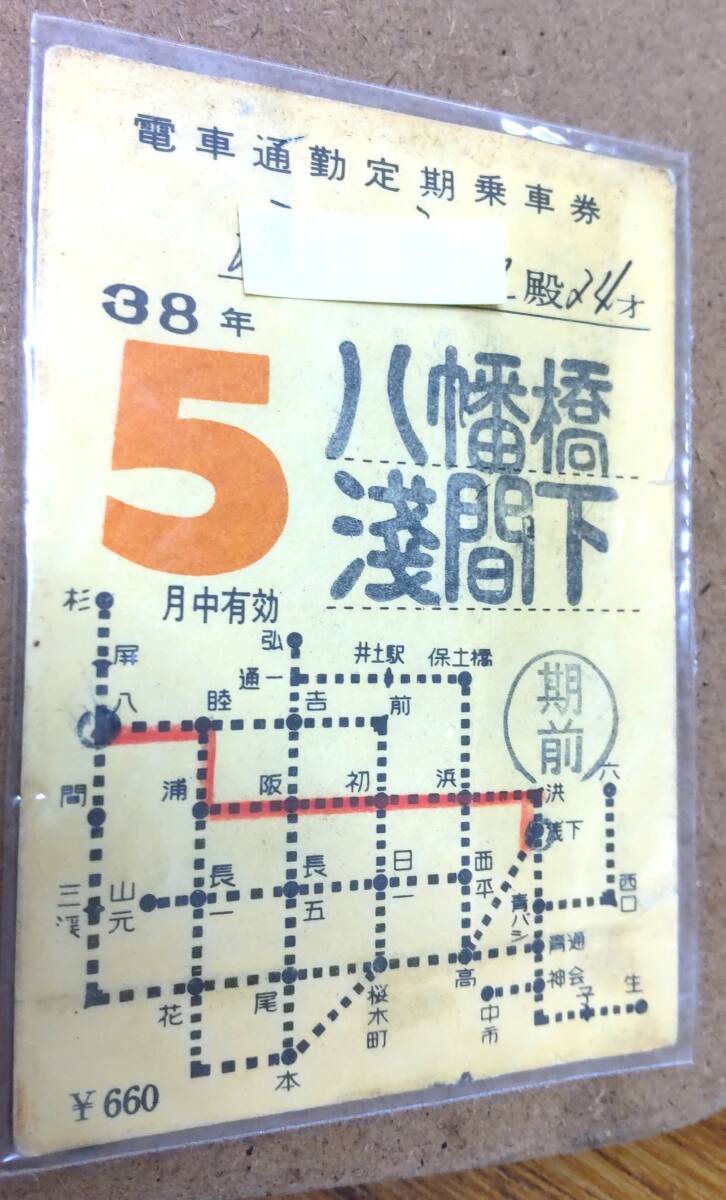 電車通勤定期乗車券
殿24才
38年
5
月中有効
八幡橋
淺間下
期前
杉
屏
八
睦
弘
通一
吉
井土駅
前
保土橋
六
間
浦
阪
初
浜
洪
浅下
三溪
山元
長一
長五
日一
西平
青バシ
西口
花
尾
桜木町
高
青通
神会
中市
子
生
本
¥660